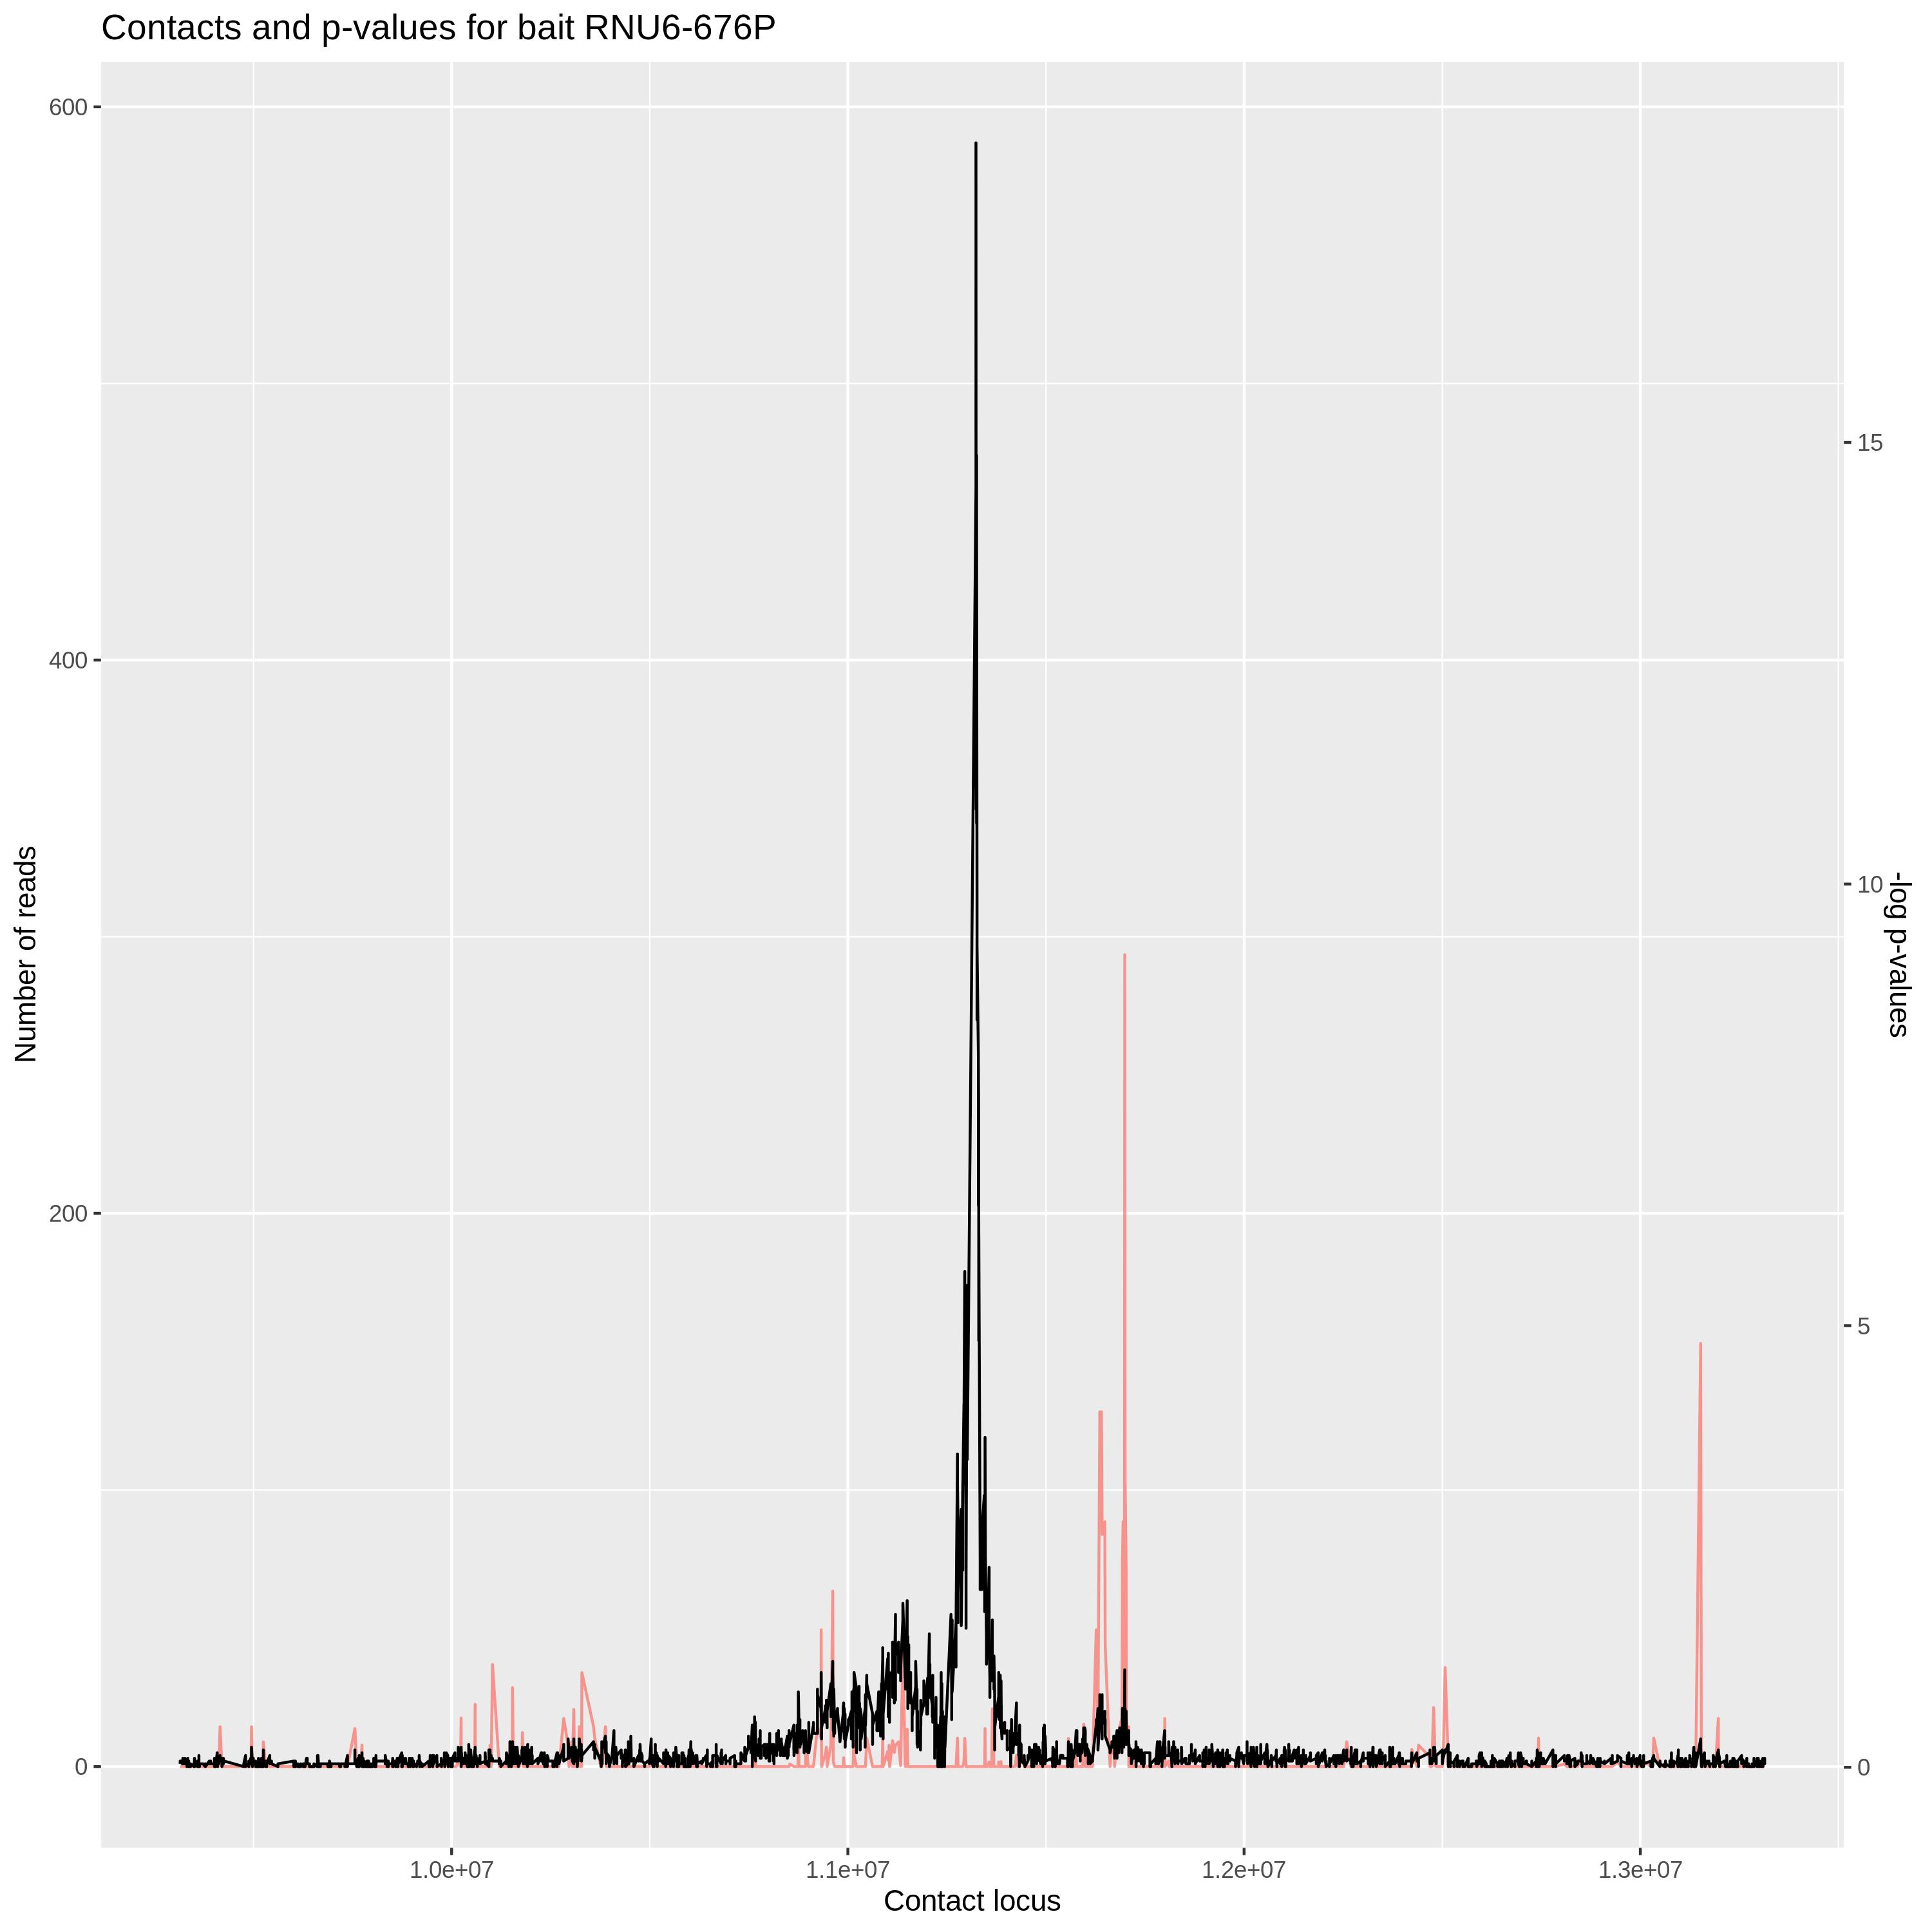 Contacts and p-values for bait RNU6-676P
600
400
200
0
Number of reads
15
10
5
0
-log p-values
1.0e+07
1.1e+07
1.2e+07
1.3e+07
Contact locus